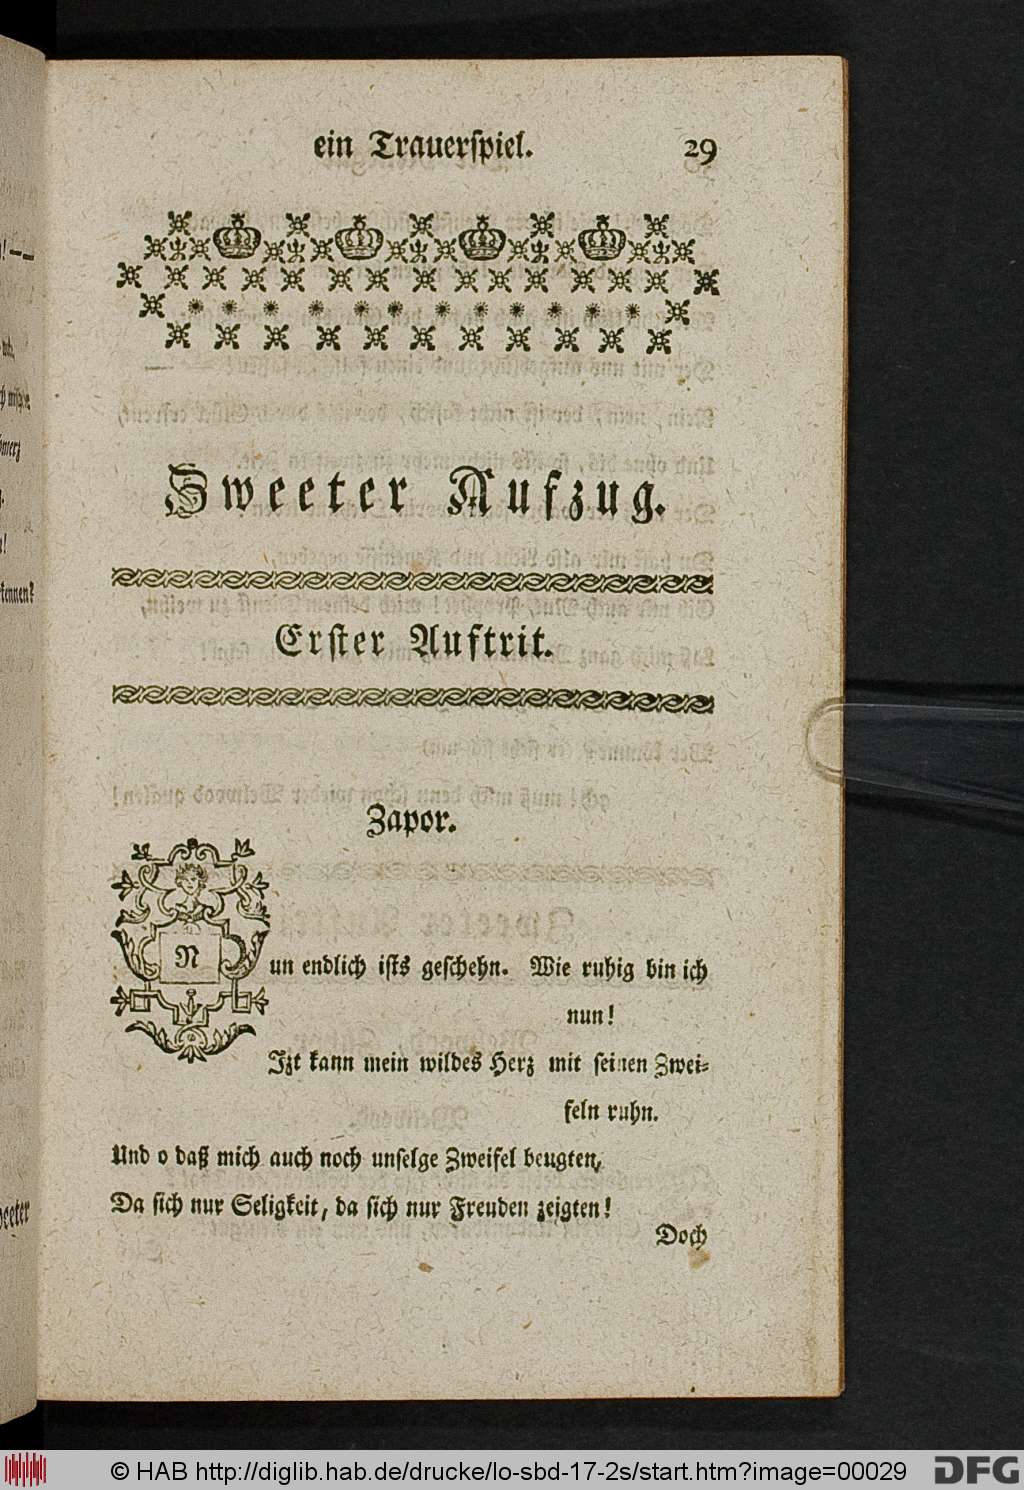 ein Trauerſpiel. 29
Zweeter Aufzug.
Erſter Auftrit.
Zapor.
Nun endlich iſts geſchehn. Wie ruhig bin ich
nun!
Izt kann mein wildes Herz mit ſeinen Zwei-
feln ruhn.
Und o daß mich auch noch unſelge Zweifel beugten,
Da ſich nur Seligkeit, da ſich nur Freuden zeigten!
Doch
© HAB http://diglib.hab.de/drucke/lo-sbd-17-2s/start.htm?image=00029
DFG